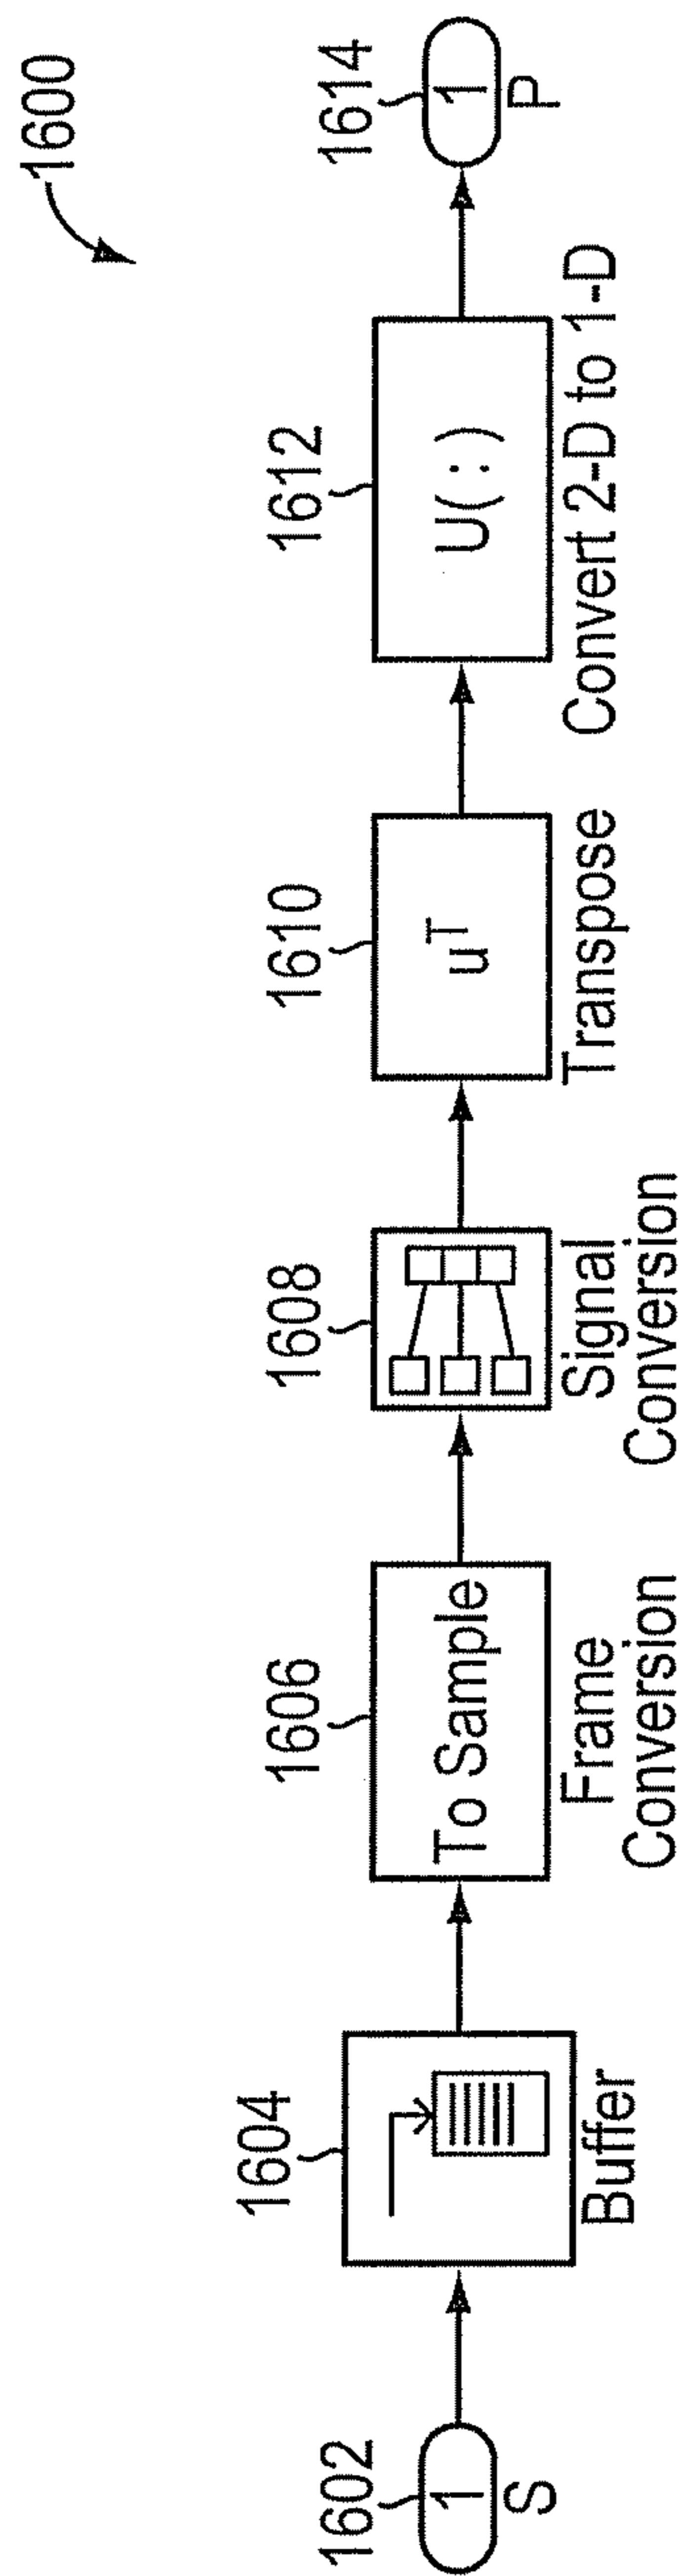 1600
1602
1
S
1604
Buffer
1606
To Sample
Frame
Conversion
1608
Signal
Conversion
1610
u^T
Transpose
1612
U( : )
Convert 2-D to 1-D
1614
1
P